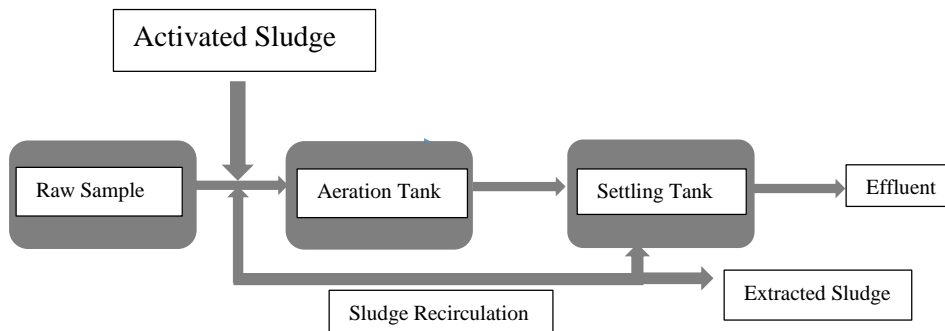 Activated Sludge
Raw Sample
Aeration Tank
Settling Tank
Effluent
Sludge Recirculation
Extracted Sludge